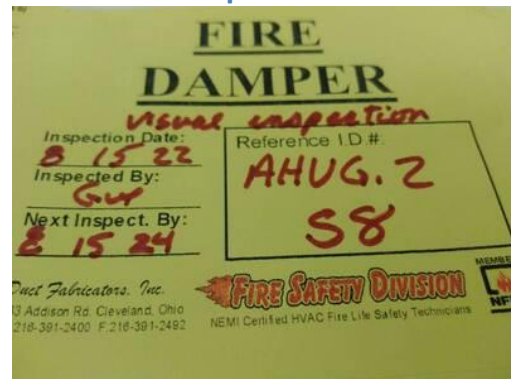 FIRE
DAMPER
visual inspection
Inspection Date:
8 15 22
Inspected By:
Next Inspect. By:
8 15 24
Reference I.D.#:
AHUG.2
S8
Duct Fabricators, Inc.
Addison Rd. Cleveland, Ohio
216-391-2400 F:216-391-2492
FIRE SAFETY DIVISION
NEMI Certified HVAC Fire Life Safety Technicians